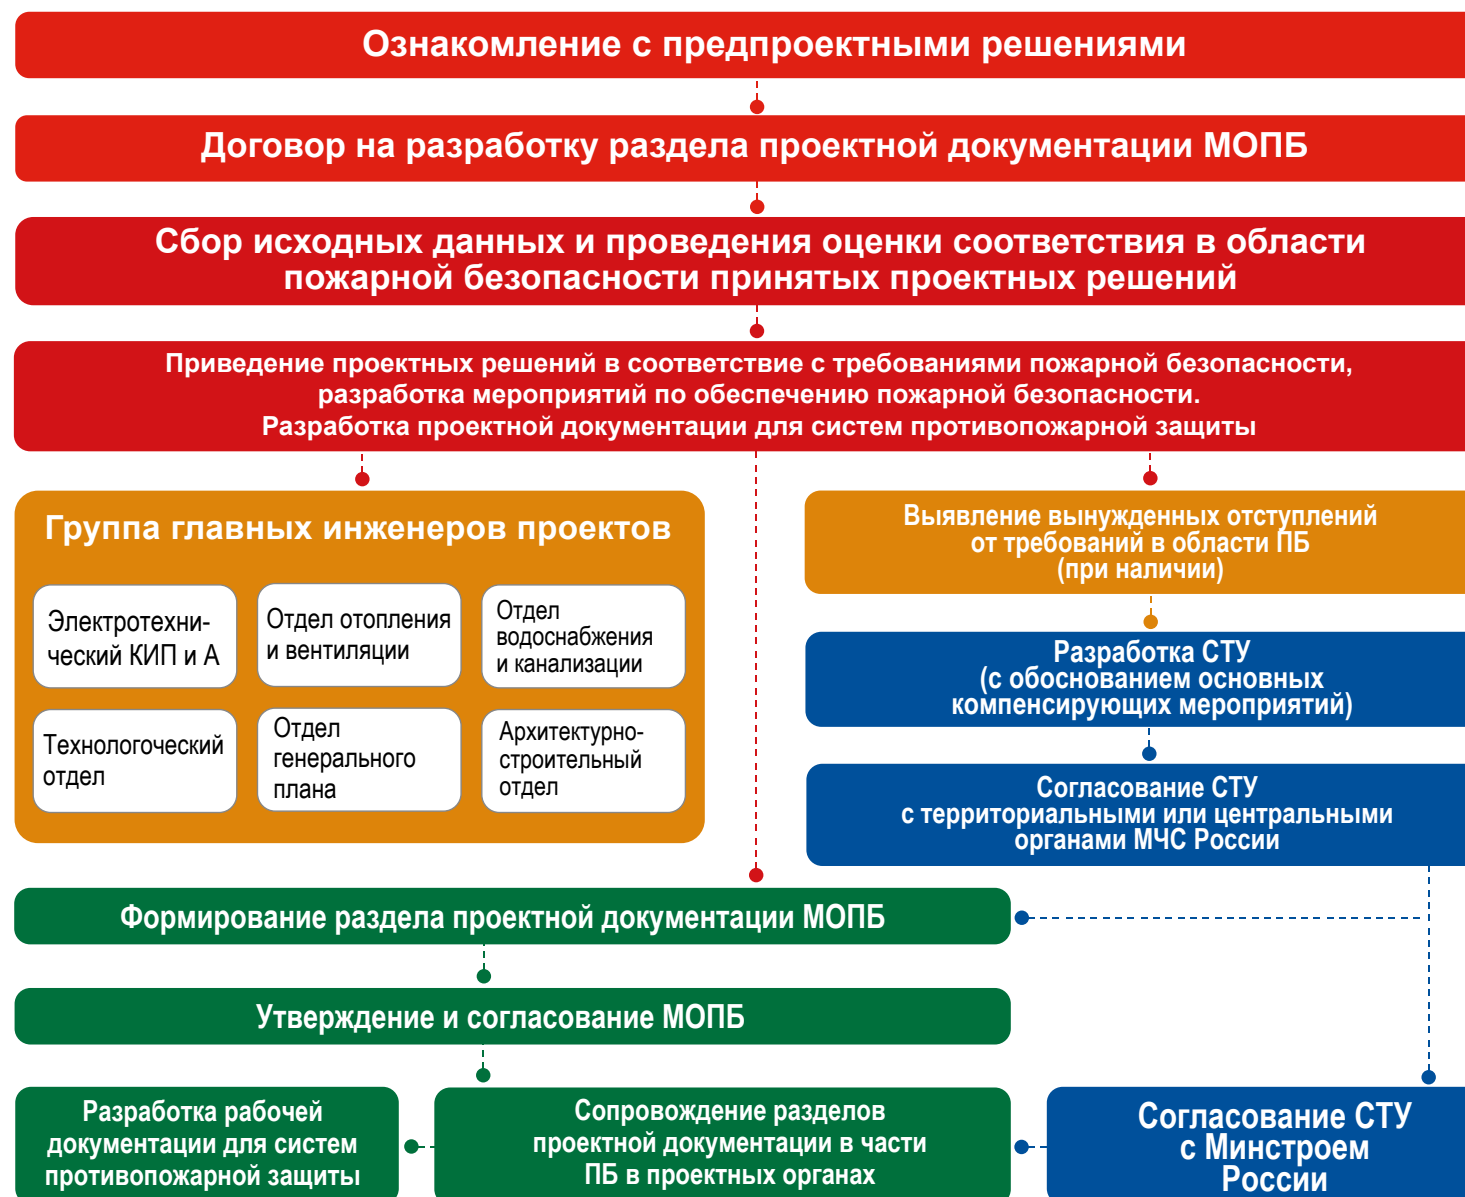 Ознакомление с предпроектными решениями
Договор на разработку раздела проектной документации МОПБ
Сбор исходных данных и проведения оценки соответствия в области
пожарной безопасности принятых проектных решений
Приведение проектных решений в соответствие с требованиями пожарной безопасности,
разработка мероприятий по обеспечению пожарной безопасности.
Разработка проектной документации для систем противопожарной защиты
Группа главных инженеров проектов
Электротехни-
ческий КИП и А
Отдел отопления
и вентиляции
Отдел
водоснабжения
и канализации
Технологоческий
отдел
Отдел
генерального
плана
Архитектурно-
строительный
отдел
Выявление вынужденных отступлений
от требований в области ПБ
(при наличии)
Разработка СТУ
(с обоснованием основных
компенсирующих мероприятий)
Согласование СТУ
с территориальными или центральными
органами МЧС России
Формирование раздела проектной документации МОПБ
Утверждение и согласование МОПБ
Разработка рабочей
документации для систем
противопожарной защиты
Сопровождение разделов
проектной документации в части
ПБ в проектных органах
Согласование СТУ
с Минстроем
России